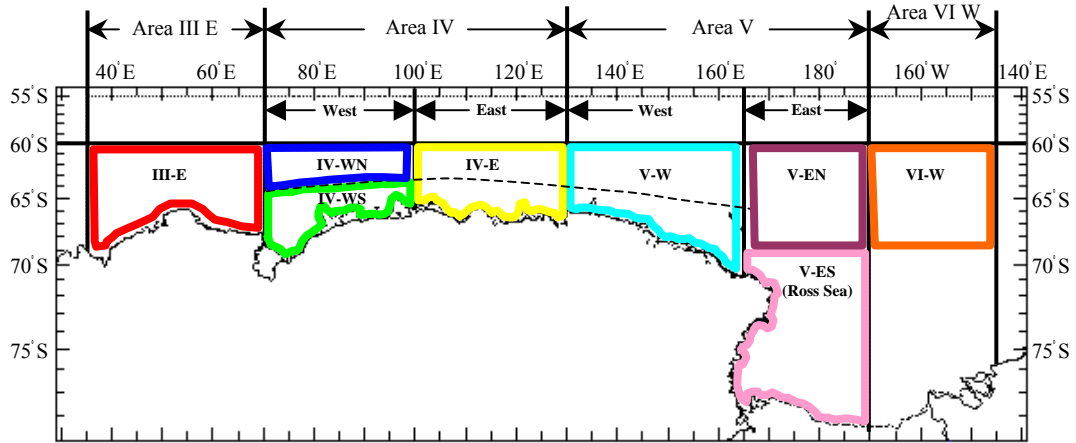 Area III E Area IV Area V Area VI W
40°E 60°E 80°E 100°E 120°E 140°E 160°E 180° 160°W 140°E
55°S West East West East 55°S
60°S 60°S
III-E IV-WN IV-E V-W V-EN VI-W
65°S IV-WS 65°S
70°S V-ES 70°S
(Ross Sea)
75°S 75°S